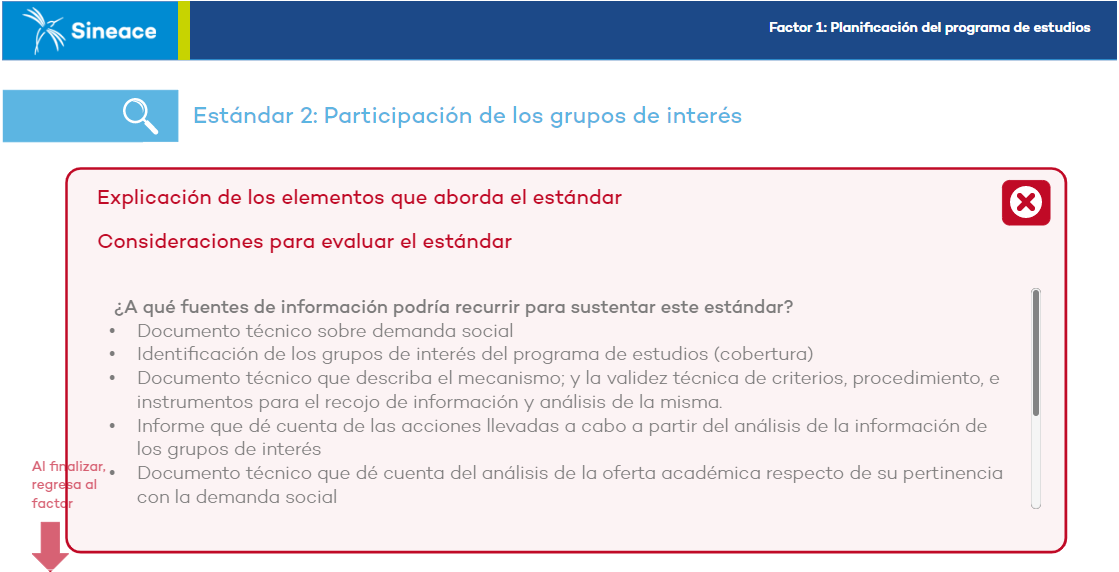 Sineace
Factor 1: Planificación del programa de estudios
Estándar 2: Participación de los grupos de interés
Explicación de los elementos que aborda el estándar
Consideraciones para evaluar el estándar
¿A qué fuentes de información podría recurrir para sustentar este estándar?
• Documento técnico sobre demanda social
• Identificación de los grupos de interés del programa de estudios (cobertura)
• Documento técnico que describa el mecanismo; y la validez técnica de criterios, procedimiento, e
instrumentos para el recojo de información y análisis de la misma.
• Informe que dé cuenta de las acciones llevadas a cabo a partir del análisis de la información de
los grupos de interés
• Documento técnico que dé cuenta del análisis de la oferta académica respecto de su pertinencia
con la demanda social
Al finalizar,
regresa al
factor